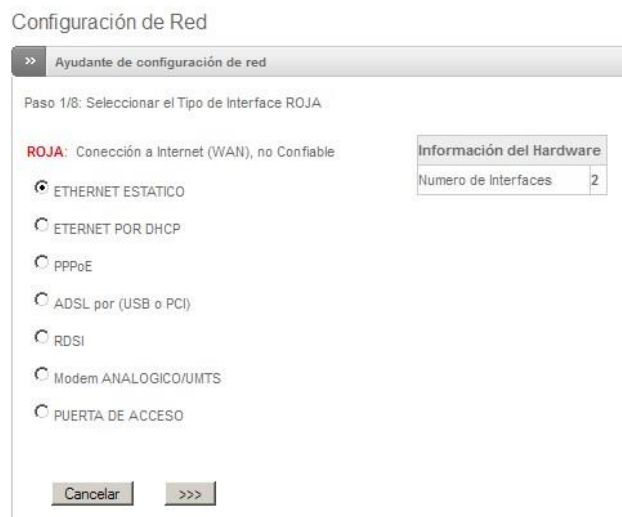 Configuración de Red
>> Ayudante de configuración de red
Paso 1/8: Seleccionar el Tipo de Interface ROJA
ROJA: Conección a Internet (WAN), no Confiable
Información del Hardware
Numero de Interfaces 2
ETHERNET ESTATICO
ETERNET POR DHCP
PPPoE
ADSL por (USB o PCI)
RDSI
Modem ANALOGICO/UMTS
PUERTA DE ACCESO
Cancelar >>>